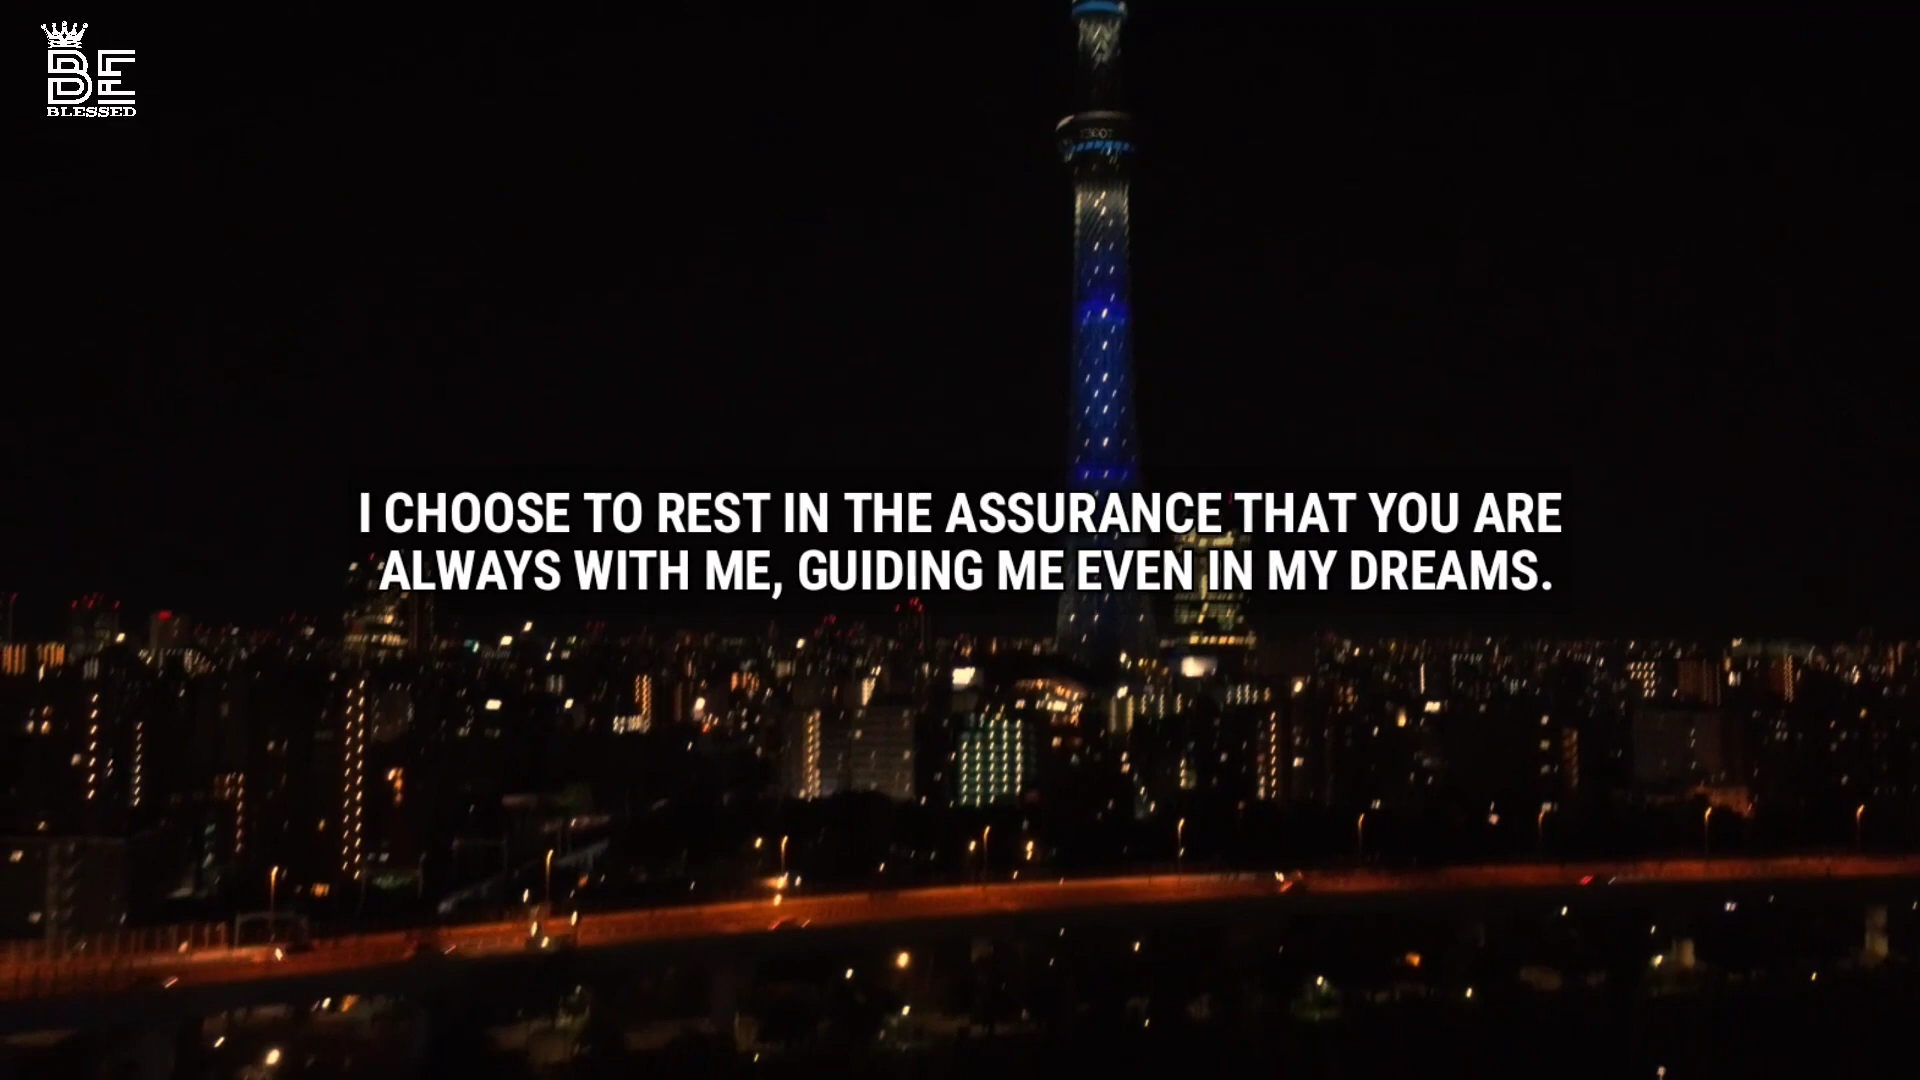 BE
BLESSED
I CHOOSE TO REST IN THE ASSURANCE THAT YOU ARE
ALWAYS WITH ME, GUIDING ME EVEN IN MY DREAMS.